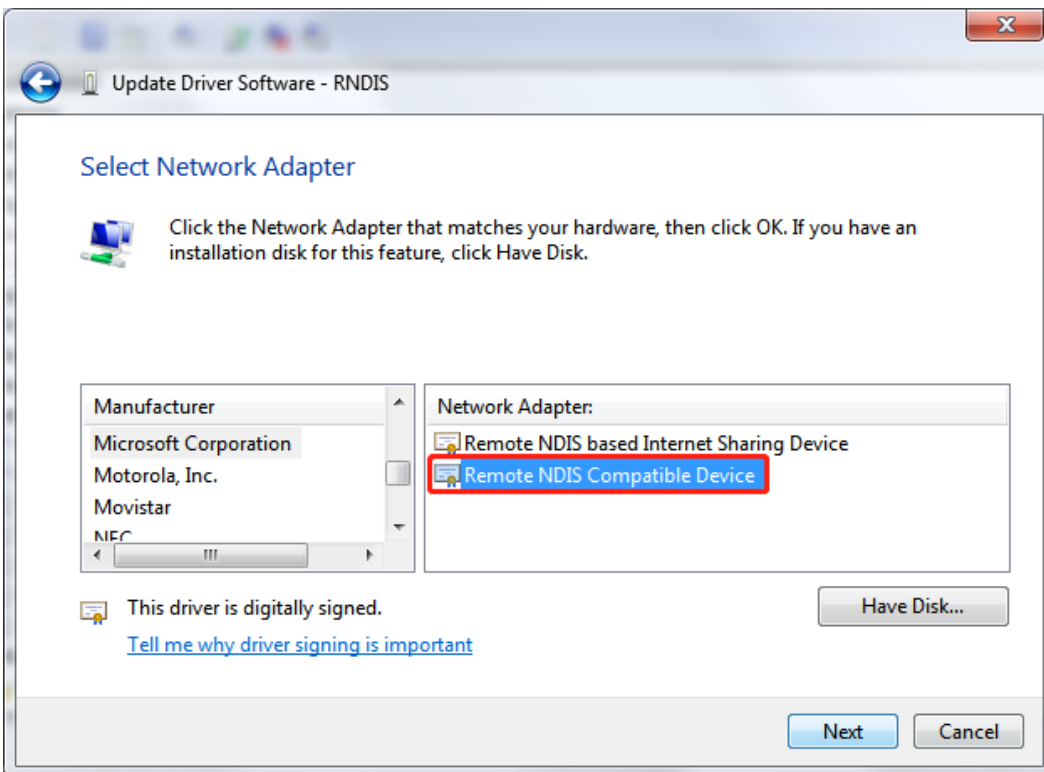 Update Driver Software - RNDIS
Select Network Adapter
Click the Network Adapter that matches your hardware, then click OK. If you have an
installation disk for this feature, click Have Disk.
Manufacturer
Microsoft Corporation
Motorola, Inc.
Movistar
NEC
Network Adapter:
Remote NDIS based Internet Sharing Device
Remote NDIS Compatible Device
This driver is digitally signed.
Tell me why driver signing is important
Have Disk...
Next
Cancel